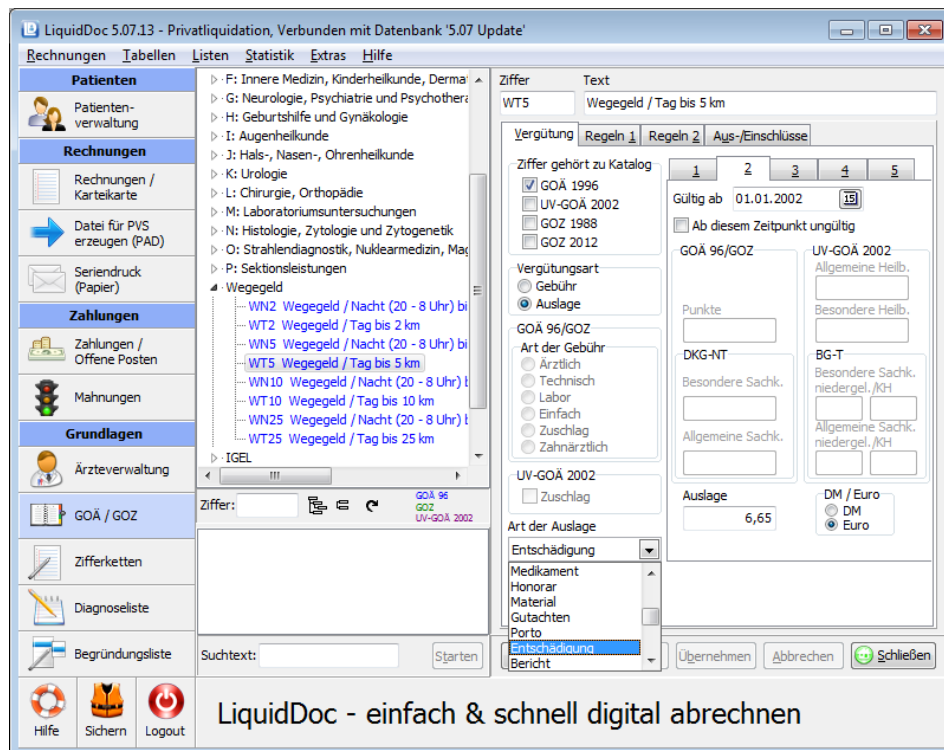 LiquidDoc 5.07.13 - Privatliquidation, Verbunden mit Datenbank '5.07 Update'
Rechnungen Tabellen Listen Statistik Extras Hilfe
Patienten
Patienten-
verwaltung
Rechnungen
Rechnungen /
Karteikarte
Datei für PVS
erzeugen (PAD)
Seriendruck
(Papier)
Zahlungen
Zahlungen /
Offene Posten
Mahnungen
Grundlagen
Ärzteverwaltung
GOÄ / GOZ
Zifferketten
Diagnoseliste
Begründungsliste
F: Innere Medizin, Kinderheilkunde, Derma
G: Neurologie, Psychiatrie und Psychothera
H: Geburtshilfe und Gynäkologie
I: Augenheilkunde
J: Hals-, Nasen-, Ohrenheilkunde
K: Urologie
L: Chirurgie, Orthopädie
M: Laboratoriumsuntersuchungen
N: Histologie, Zytologie und Zytogenetik
O: Strahlendiagnostik, Nuklearmedizin, Mag
P: Sektionsleistungen
Wegegeld
WN2 Wegegeld / Nacht (20 - 8 Uhr) bi
WT2 Wegegeld / Tag bis 2 km
WN5 Wegegeld / Nacht (20 - 8 Uhr) bi
WT5 Wegegeld / Tag bis 5 km
WN10 Wegegeld / Nacht (20 - 8 Uhr) b
WT10 Wegegeld / Tag bis 10 km
WN25 Wegegeld / Nacht (20 - 8 Uhr) b
WT25 Wegegeld / Tag bis 25 km
IGEL
Ziffer:
GOÄ 96
GOZ
UV-GOÄ 2002
Suchtext: Starten
Ziffer Text
WT5 Wegegeld / Tag bis 5 km
Vergütung Regeln 1 Regeln 2 Aus-/Einschlüsse
Ziffer gehört zu Katalog
GOÄ 1996
UV-GOÄ 2002
GOZ 1988
GOZ 2012
Vergütungsart
Gebühr
Auslage
GOÄ 96/GOZ
Art der Gebühr
Ärztlich
Technisch
Labor
Einfach
Zuschlag
Zahnärztlich
UV-GOÄ 2002
Zuschlag
Art der Auslage
Entschädigung
Medikament
Honorar
Material
Gutachten
Porto
Entschädigung
Bericht
1 2 3 4 5
Gültig ab 01.01.2002 15
Ab diesem Zeitpunkt ungültig
GOÄ 96/GOZ
Punkte
UV-GOÄ 2002
Allgemeine Heilb.
Besondere Heilb.
DKG-NT
Besondere Sachk.
Allgemeine Sachk.
BG-T
Besondere Sachk.
niedergel./KH
Allgemeine Sachk.
niedergel./KH
Auslage
6,65
DM / Euro
DM
Euro
Übernehmen Abbrechen Schließen
Hilfe Sichern Logout
LiquidDoc - einfach & schnell digital abrechnen